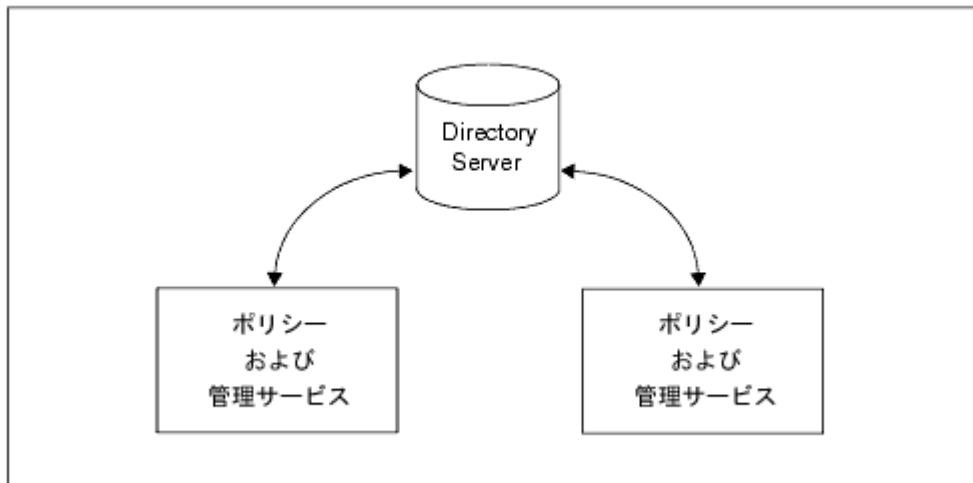 Directory
Server
ポリシー
および
管理サービス
ポリシー
および
管理サービス